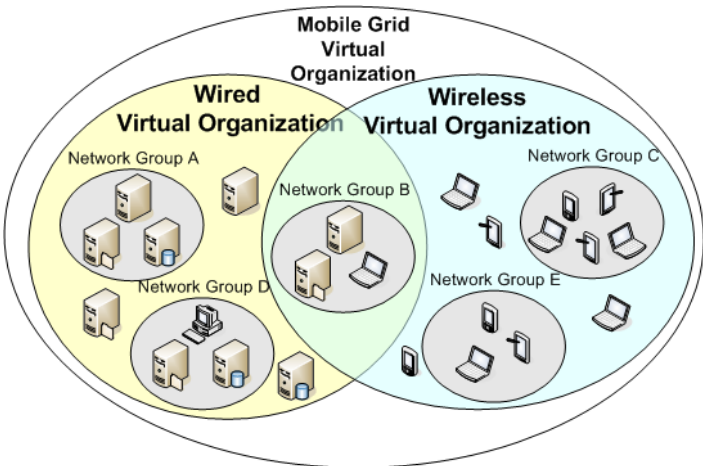 Mobile Grid
Virtual
Organization
Wired
Virtual Organization
Wireless
Virtual Organization
Network Group A
Network Group B
Network Group C
Network Group D
Network Group E